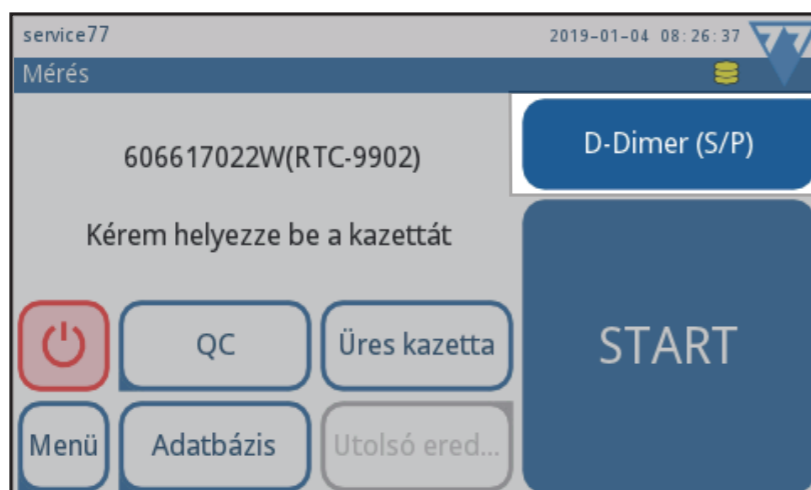 service77
2019-01-04 08:26:37
77
Mérés
D-Dimer (S/P)
606617022W(RTC-9902)
Kérem helyezze be a kazettát
START
QC
Üres kazetta
Menü
Adatbázis
Utolsó ered...